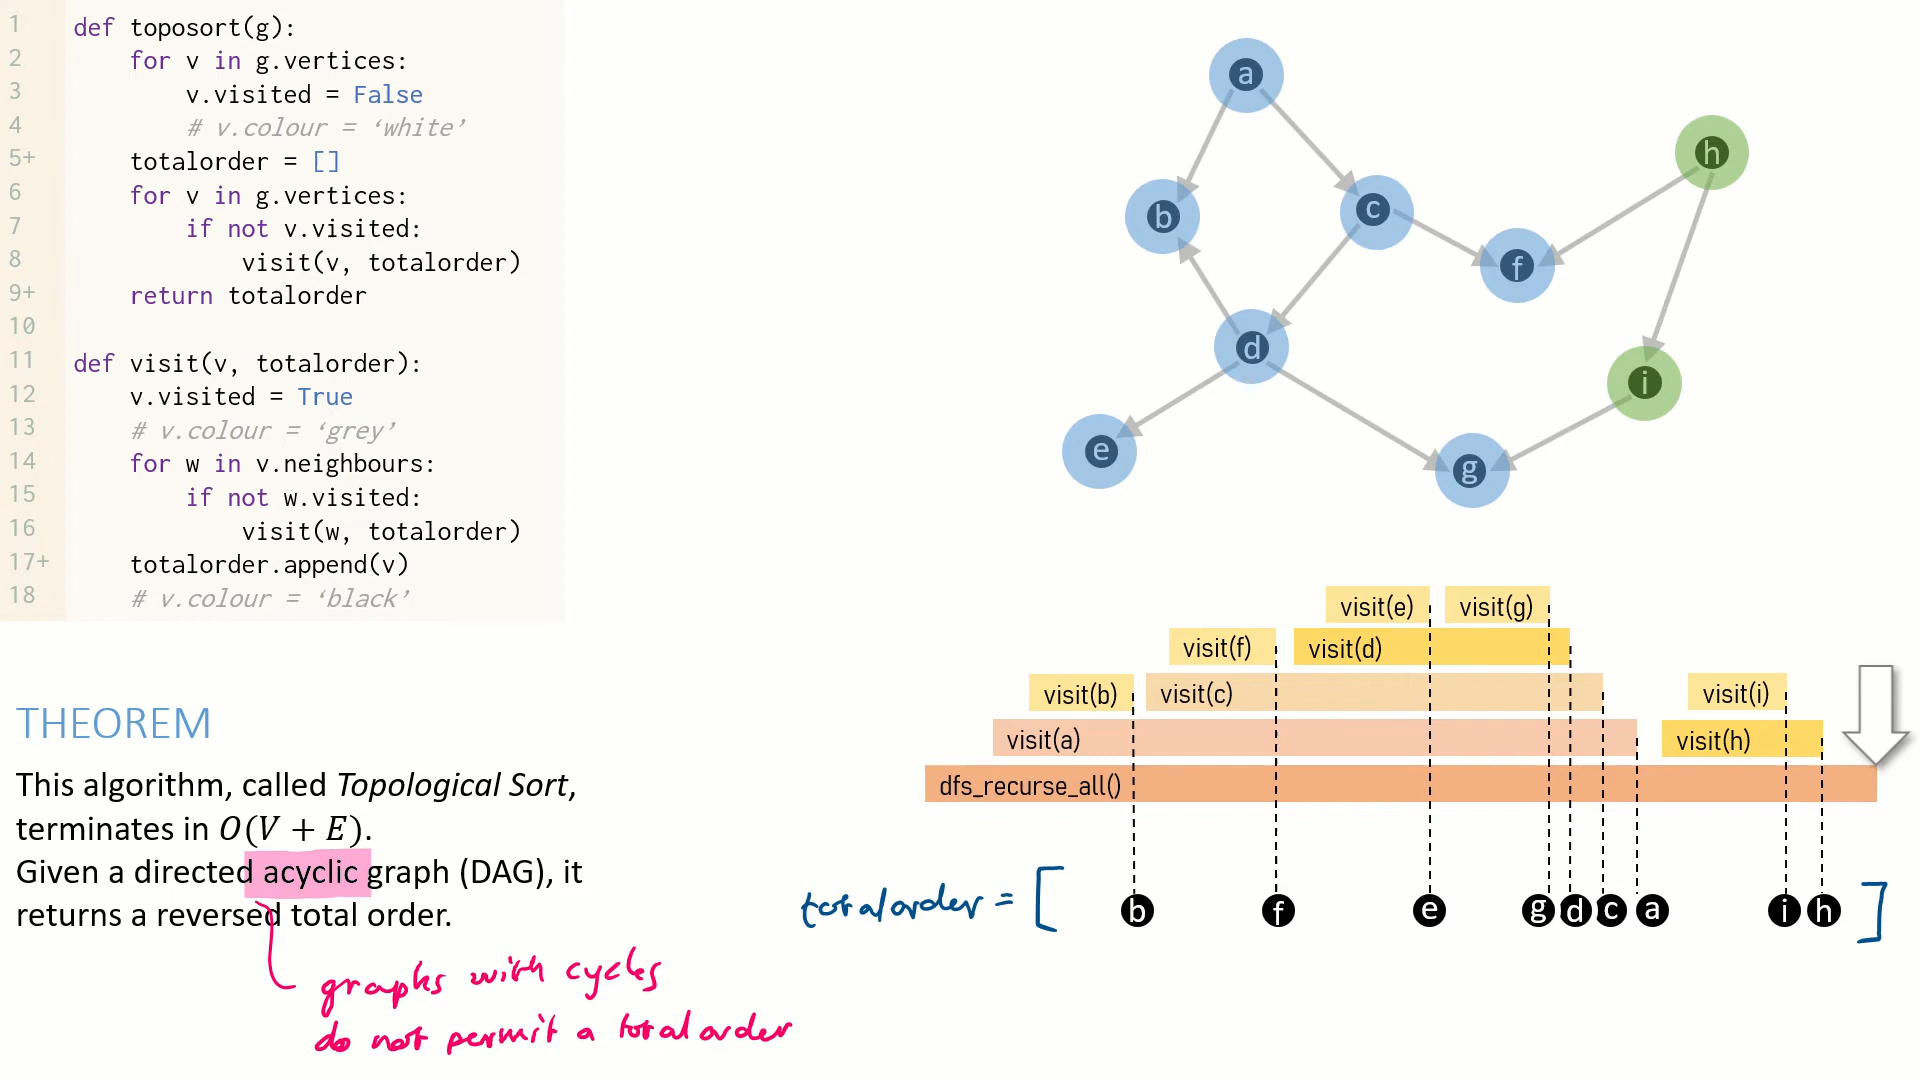 1 def toposort(g):
2 for v in g.vertices:
3 v.visited = False
4 # v.colour = ‘white’
5+ totalorder = []
6 for v in g.vertices:
7 if not v.visited:
8 visit(v, totalorder)
9+ return totalorder
10
11 def visit(v, totalorder):
12 v.visited = True
13 # v.colour = ‘grey’
14 for w in v.neighbours:
15 if not w.visited:
16 visit(w, totalorder)
17+ totalorder.append(v)
18 # v.colour = ‘black’
a
h
b
c
f
d
i
e
g
visit(e) visit(g)
visit(f) visit(d)
visit(b) visit(c) visit(i)
visit(a) visit(h)
dfs_recurse_all()
totalorder = [ b f e g d c a i h ]
THEOREM
This algorithm, called Topological Sort,
terminates in O(V + E).
Given a directed acyclic graph (DAG), it
returns a reversed total order.
graphs with cycles
do not permit a total order